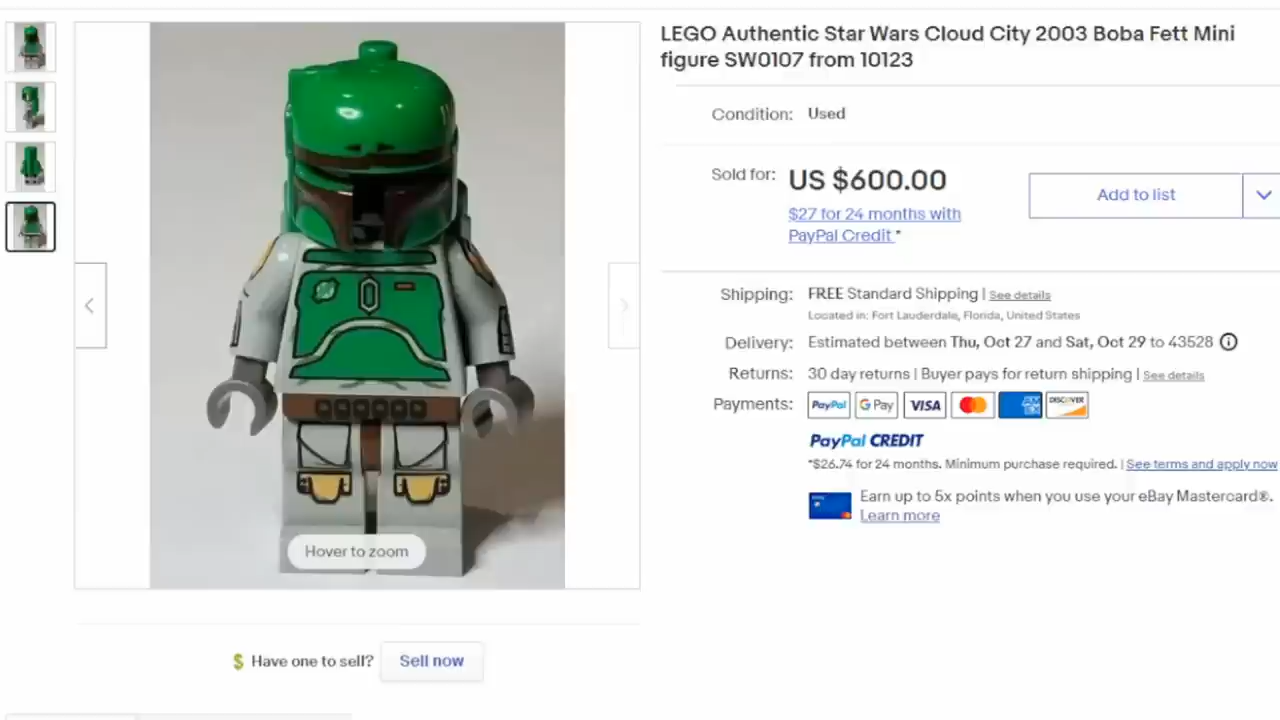 LEGO Authentic Star Wars Cloud City 2003 Boba Fett Mini
figure SW0107 from 10123
Condition: Used
Sold for: US $600.00
$27 for 24 months with
PayPal Credit *
Add to list
Shipping: FREE Standard Shipping | See details
Located in: Fort Lauderdale, Florida, United States
Delivery: Estimated between Thu, Oct 27 and Sat, Oct 29 to 43528
Returns: 30 day returns | Buyer pays for return shipping | See details
Payments: PayPal G Pay VISA DISCOVER
PayPal CREDIT
*$26.74 for 24 months. Minimum purchase required. | See terms and apply now
Earn up to 5x points when you use your eBay Mastercard®.
Learn more
Hover to zoom
$ Have one to sell? Sell now